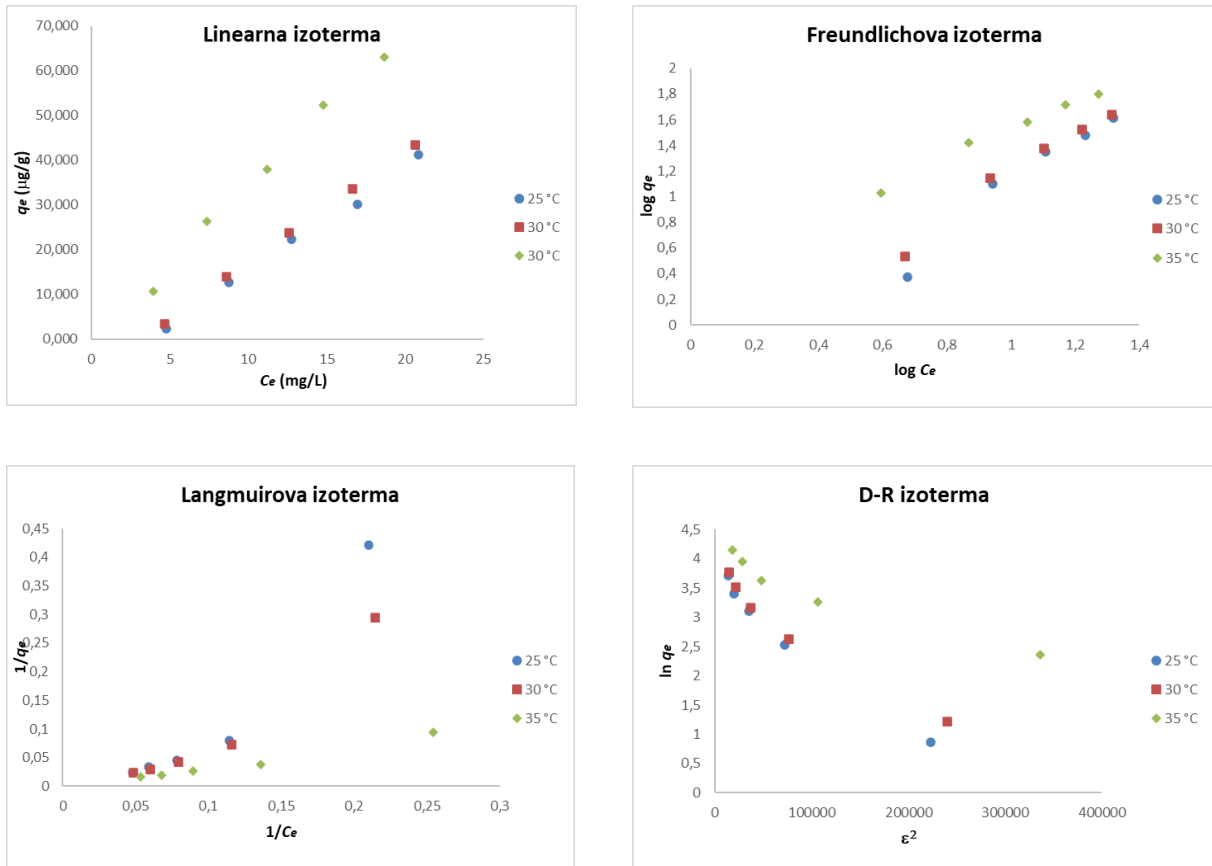 Linearna izoterma
70,000
60,000
50,000
40,000
30,000
20,000
10,000
0,000
qe (µg/g)
0 5 10 15 20 25
Ce (mg/L)
25 °C
30 °C
30 °C
Freundlichova izoterma
2
1,8
1,6
1,4
1,2
1
0,8
0,6
0,4
0,2
0
log qe
0 0,2 0,4 0,6 0,8 1 1,2 1,4
log Ce
25 °C
30 °C
35 °C
Langmuirova izoterma
0,45
0,4
0,35
0,3
0,25
0,2
0,15
0,1
0,05
0
1/qe
0 0,05 0,1 0,15 0,2 0,25 0,3
1/Ce
25 °C
30 °C
35 °C
D-R izoterma
4,5
4
3,5
3
2,5
2
1,5
1
0,5
0
ln qe
0 100000 200000 300000 400000
ε²
25 °C
30 °C
35 °C